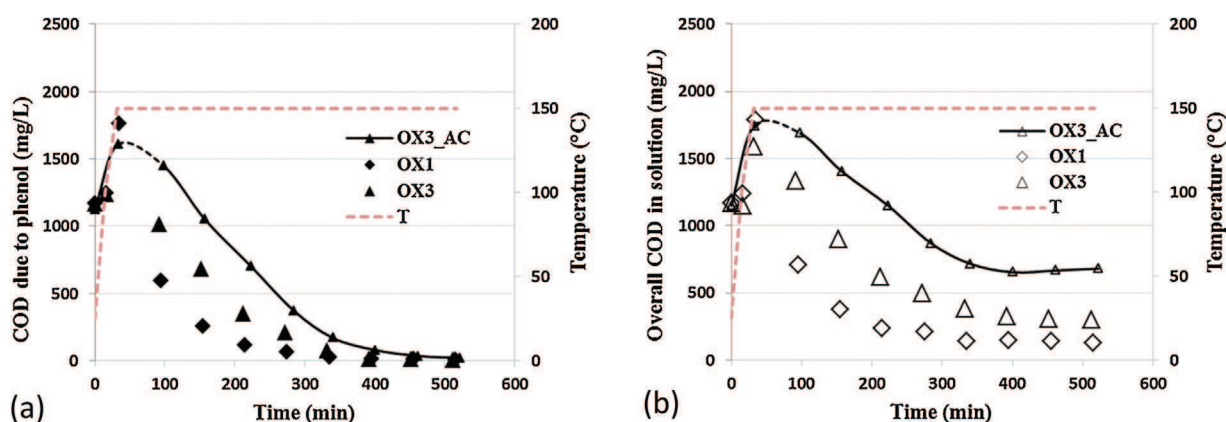 2500
2000
1500
1000
500
0
COD due to phenol (mg/L)
200
150
100
50
0
Temperature (°C)
OX3_AC
OX1
OX3
T
0 100 200 300 400 500 600
Time (min)
(a)
2500
2000
1500
1000
500
0
Overall COD in solution (mg/L)
200
150
100
50
0
Temperature (°C)
OX3_AC
OX1
OX3
T
0 100 200 300 400 500 600
Time (min)
(b)